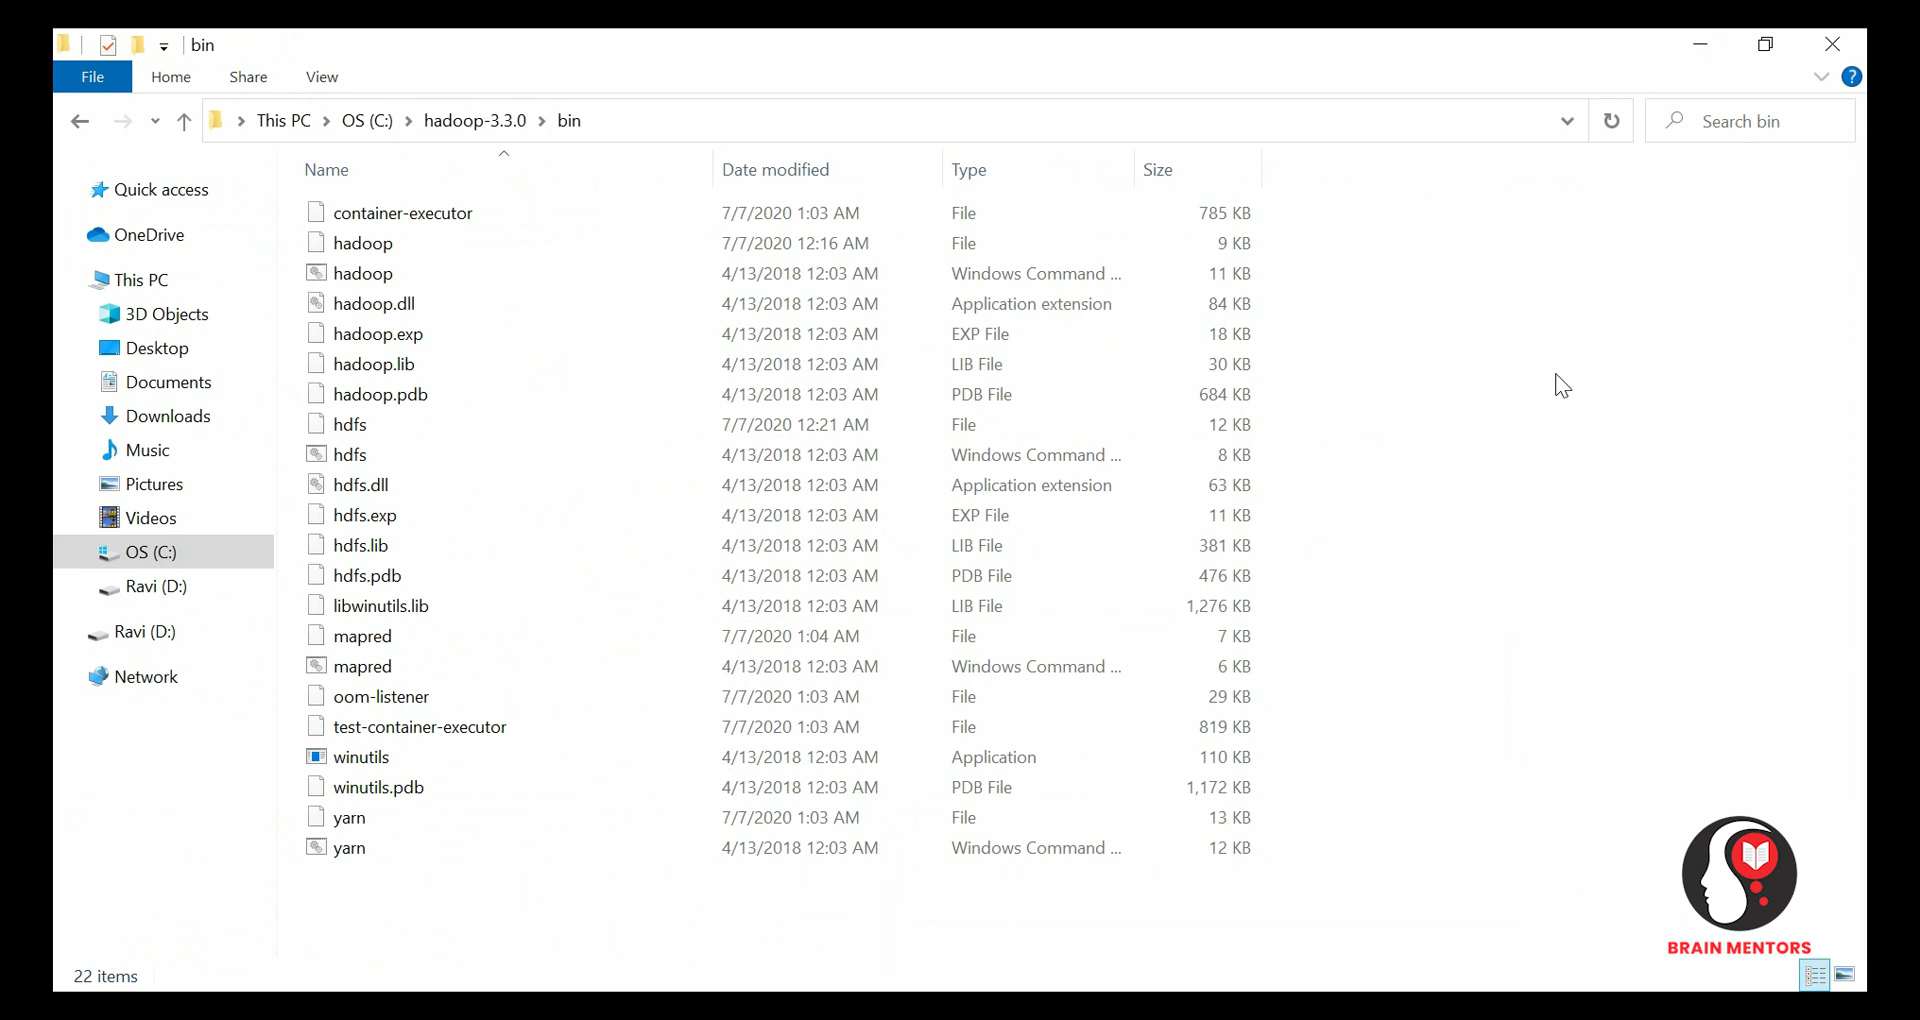 bin
File Home Share View
This PC OS (C:) hadoop-3.3.0 bin Search bin
Name Date modified Type Size
Quick access
OneDrive
This PC
3D Objects
Desktop
Documents
Downloads
Music
Pictures
Videos
OS (C:)
Ravi (D:)
Ravi (D:)
Network
container-executor 7/7/2020 1:03 AM File 785 KB
hadoop 7/7/2020 12:16 AM File 9 KB
hadoop 4/13/2018 12:03 AM Windows Command ... 11 KB
hadoop.dll 4/13/2018 12:03 AM Application extension 84 KB
hadoop.exp 4/13/2018 12:03 AM EXP File 18 KB
hadoop.lib 4/13/2018 12:03 AM LIB File 30 KB
hadoop.pdb 4/13/2018 12:03 AM PDB File 684 KB
hdfs 7/7/2020 12:21 AM File 12 KB
hdfs 4/13/2018 12:03 AM Windows Command ... 8 KB
hdfs.dll 4/13/2018 12:03 AM Application extension 63 KB
hdfs.exp 4/13/2018 12:03 AM EXP File 11 KB
hdfs.lib 4/13/2018 12:03 AM LIB File 381 KB
hdfs.pdb 4/13/2018 12:03 AM PDB File 476 KB
libwinutils.lib 4/13/2018 12:03 AM LIB File 1,276 KB
mapred 7/7/2020 1:04 AM File 7 KB
mapred 4/13/2018 12:03 AM Windows Command ... 6 KB
oom-listener 7/7/2020 1:03 AM File 29 KB
test-container-executor 7/7/2020 1:03 AM File 819 KB
winutils 4/13/2018 12:03 AM Application 110 KB
winutils.pdb 4/13/2018 12:03 AM PDB File 1,172 KB
yarn 7/7/2020 1:03 AM File 13 KB
yarn 4/13/2018 12:03 AM Windows Command ... 12 KB
BRAIN MENTORS
22 items